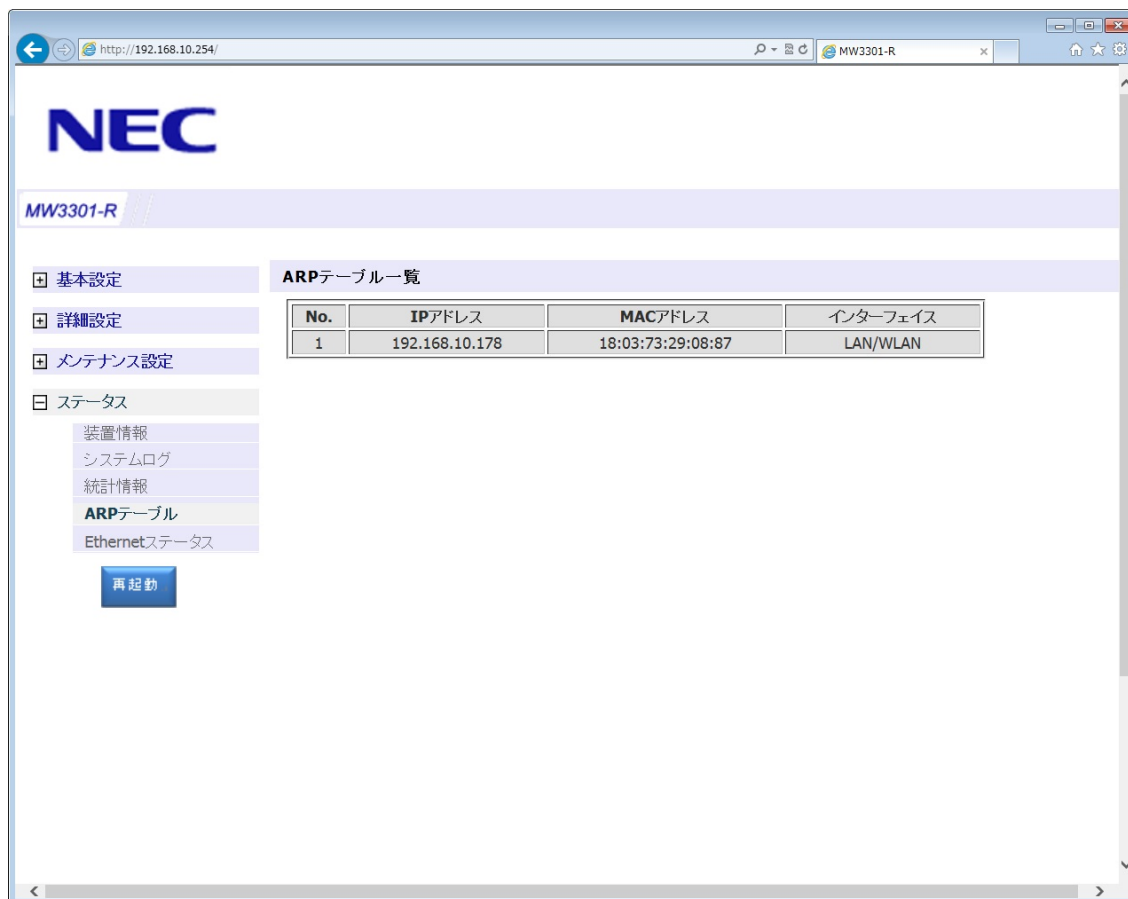 http://192.168.10.254/
MW3301-R
NEC
MW3301-R
基本設定
詳細設定
メンテナンス設定
ステータス
装置情報
システムログ
統計情報
ARPテーブル
Ethernetステータス
再起動
ARPテーブル一覧
No. IPアドレス MACアドレス インターフェイス
1 192.168.10.178 18:03:73:29:08:87 LAN/WLAN